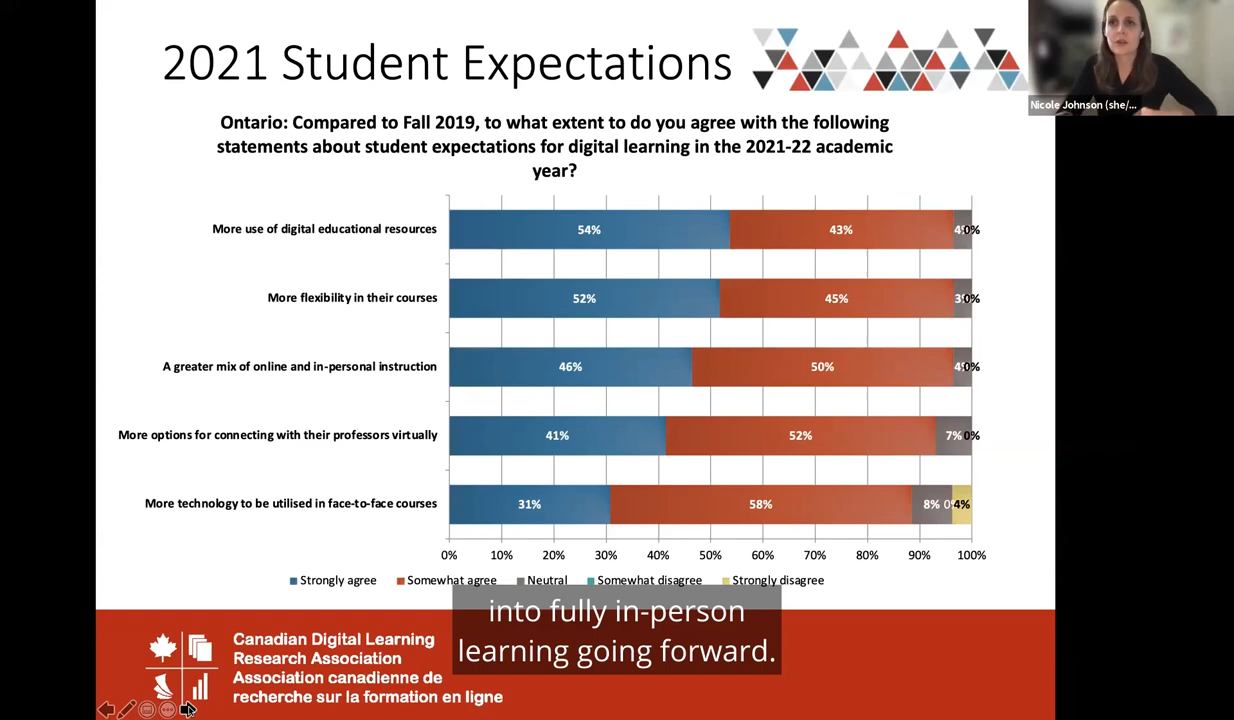 2021 Student Expectations
Nicole Johnson (she/...
Ontario: Compared to Fall 2019, to what extent to do you agree with the following
statements about student expectations for digital learning in the 2021-22 academic
year?
More use of digital educational resources 54% 43% 4% 0%
More flexibility in their courses 52% 45% 3% 0%
A greater mix of online and in-personal instruction 46% 50% 4% 0%
More options for connecting with their professors virtually 41% 52% 7% 0%
More technology to be utilised in face-to-face courses 31% 58% 8% 0% 4%
0% 10% 20% 30% 40% 50% 60% 70% 80% 90% 100%
Strongly agree Somewhat agree Neutral Somewhat disagree Strongly disagree
into fully in-person
learning going forward.
Canadian Digital Learning
Research Association
Association canadienne de
recherche sur la formation en ligne